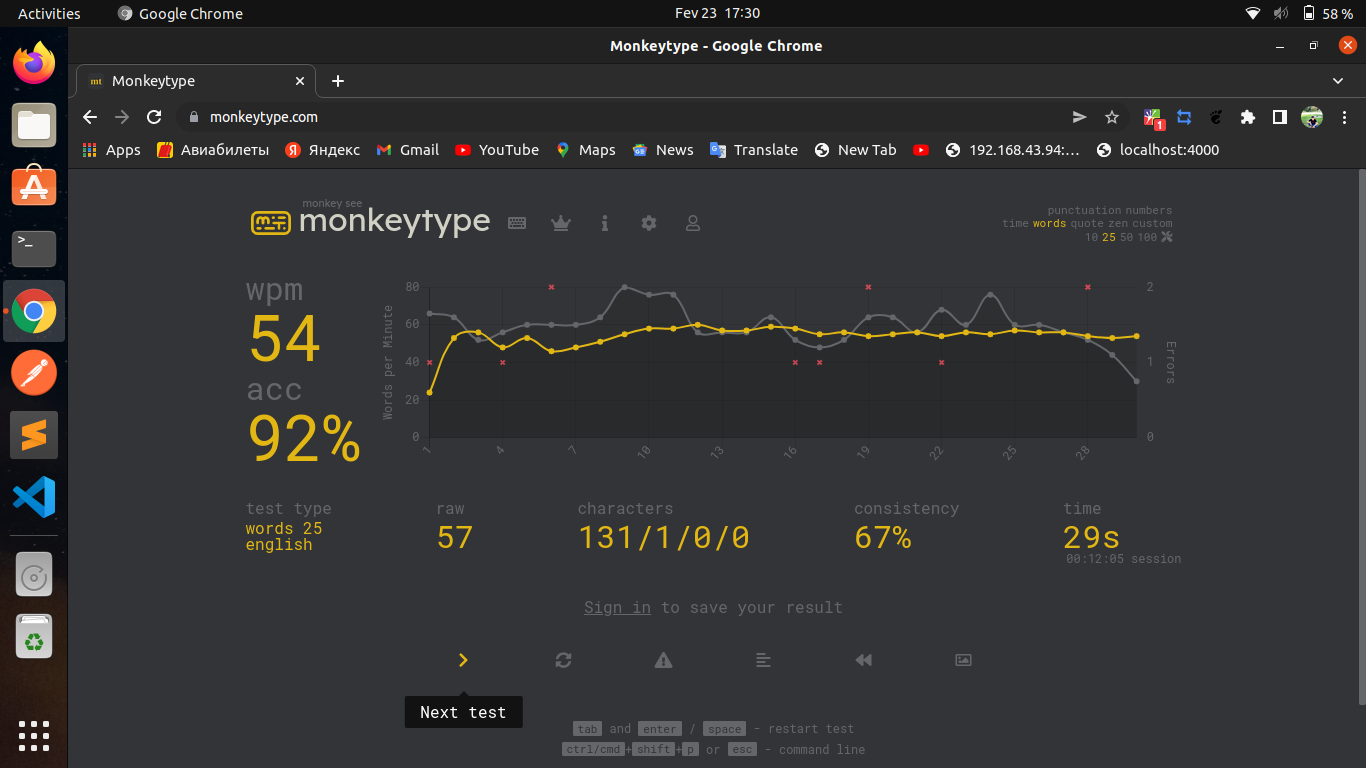 Activities Google Chrome Fev 23 17:30 58 %
Monkeytype - Google Chrome
mt Monkeytype
monkeytype.com 1
Apps Авиабилеты Яндекс Gmail YouTube Maps News Translate New Tab 192.168.43.94:... localhost:4000
monkey see
monkeytype
punctuation numbers
time words quote zen custom
10 25 50 100
wpm
54
acc
92%
Words per Minute
80
60
40
20
0
1 4 7 10 13 16 19 22 25 28
2
1
0
Errors
test type
words 25
english
raw
57
characters
131/1/0/0
consistency
67%
time
29s
00:12:05 session
Sign in to save your result
Next test
tab and enter / space - restart test
ctrl/cmd+shift+p or esc - command line